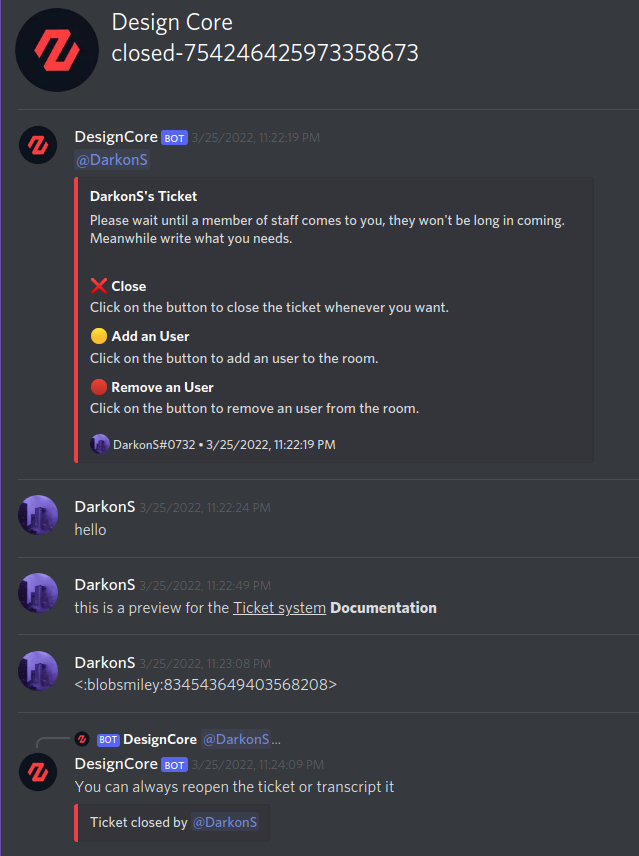 Design Core
closed-754246425973358673
DesignCore BOT 3/25/2022, 11:22:19 PM
@DarkonS
DarkonS's Ticket
Please wait until a member of staff comes to you, they won't be long in coming.
Meanwhile write what you needs.
Close
Click on the button to close the ticket whenever you want.
Add an User
Click on the button to add an user to the room.
Remove an User
Click on the button to remove an user from the room.
DarkonS#0732 • 3/25/2022, 11:22:19 PM
DarkonS 3/25/2022, 11:22:24 PM
hello
DarkonS 3/25/2022, 11:22:49 PM
this is a preview for the Ticket system Documentation
DarkonS 3/25/2022, 11:23:08 PM
<:blobsmiley:834543649403568208>
BOT DesignCore @DarkonS...
DesignCore BOT 3/25/2022, 11:24:09 PM
You can always reopen the ticket or transcript it
Ticket closed by @DarkonS